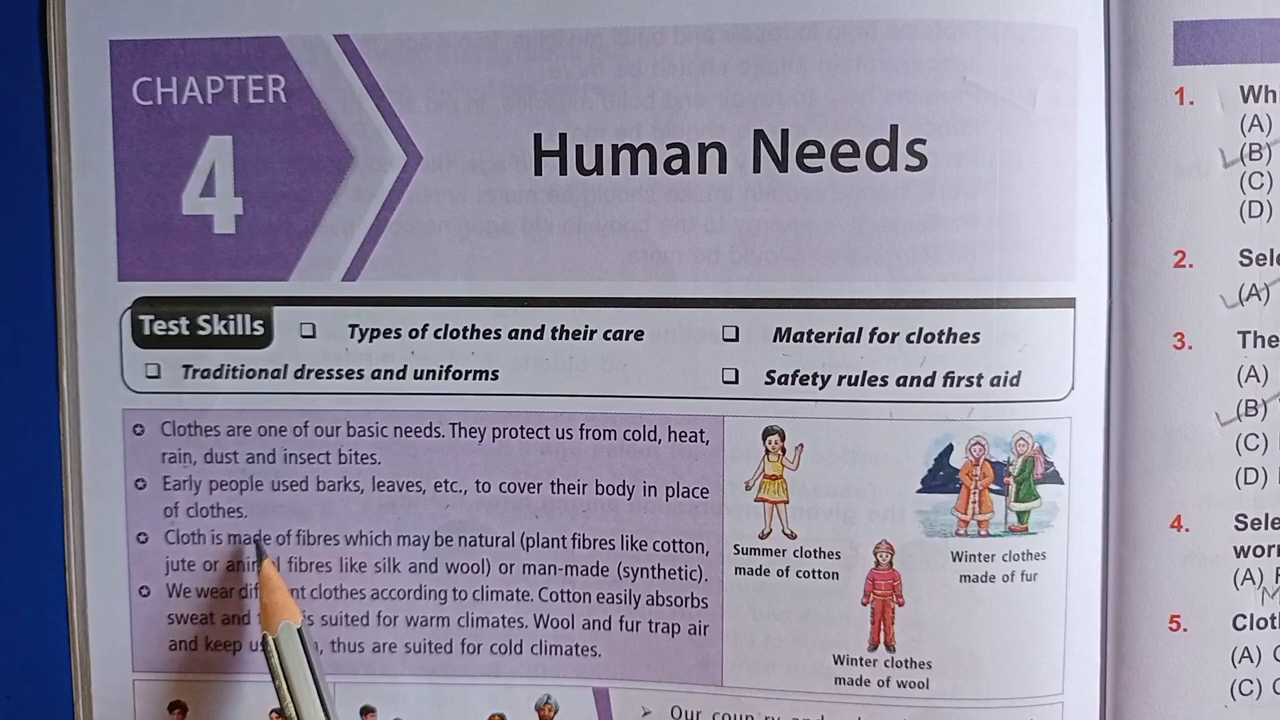 CHAPTER
4
Human Needs
Test Skills
Types of clothes and their care
Material for clothes
Traditional dresses and uniforms
Safety rules and first aid
Clothes are one of our basic needs. They protect us from cold, heat,
rain, dust and insect bites.
Early people used barks, leaves, etc., to cover their body in place
of clothes.
Cloth is made of fibres which may be natural (plant fibres like cotton,
jute or fibres like silk and wool) or man-made (synthetic).
We wear clothes according to climate. Cotton easily absorbs
sweat and is suited for warm climates. Wool and fur trap air
and keep thus are suited for cold climates.
Summer clothes
made of cotton
Winter clothes
made of fur
Winter clothes
made of wool
Our
1.
(A)
(B)
(C)
(D)
2.
(A)
3. The
(A)
(B)
(C)
(D)
4.
(A)
5.
(A)
(C)